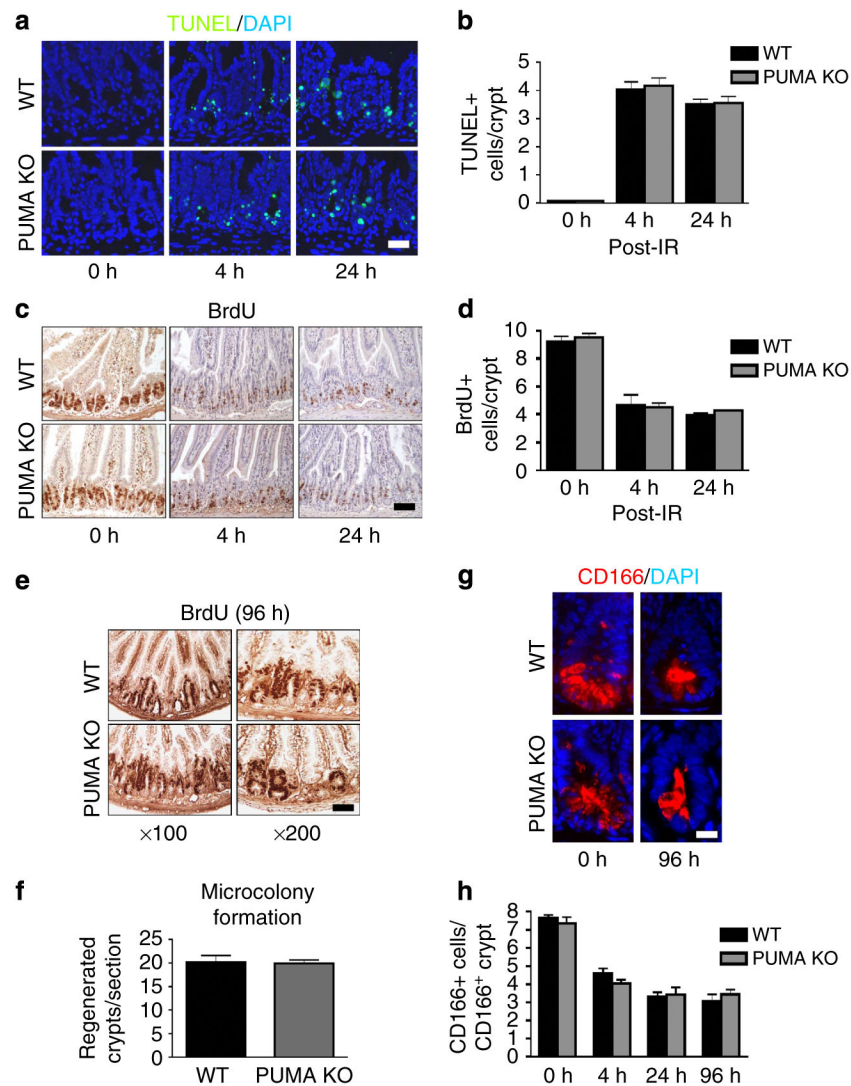 a
TUNEL/DAPI
WT
PUMA KO
0 h 4 h 24 h
b
TUNEL+
cells/crypt
5
4
3
2
1
0
0 h 4 h 24 h
Post-IR
WT
PUMA KO
c
BrdU
WT
PUMA KO
0 h 4 h 24 h
d
BrdU+
cells/crypt
10
8
6
4
2
0
0 h 4 h 24 h
Post-IR
WT
PUMA KO
e
BrdU (96 h)
WT
PUMA KO
×100 ×200
g
CD166/DAPI
WT
PUMA KO
0 h 96 h
f
Microcolony
formation
Regenerated
crypts/section
25
20
15
10
5
0
WT PUMA KO
h
CD166+ cells/
CD166⁺ crypt
8
7
6
5
4
3
2
1
0
0 h 4 h 24 h 96 h
WT
PUMA KO